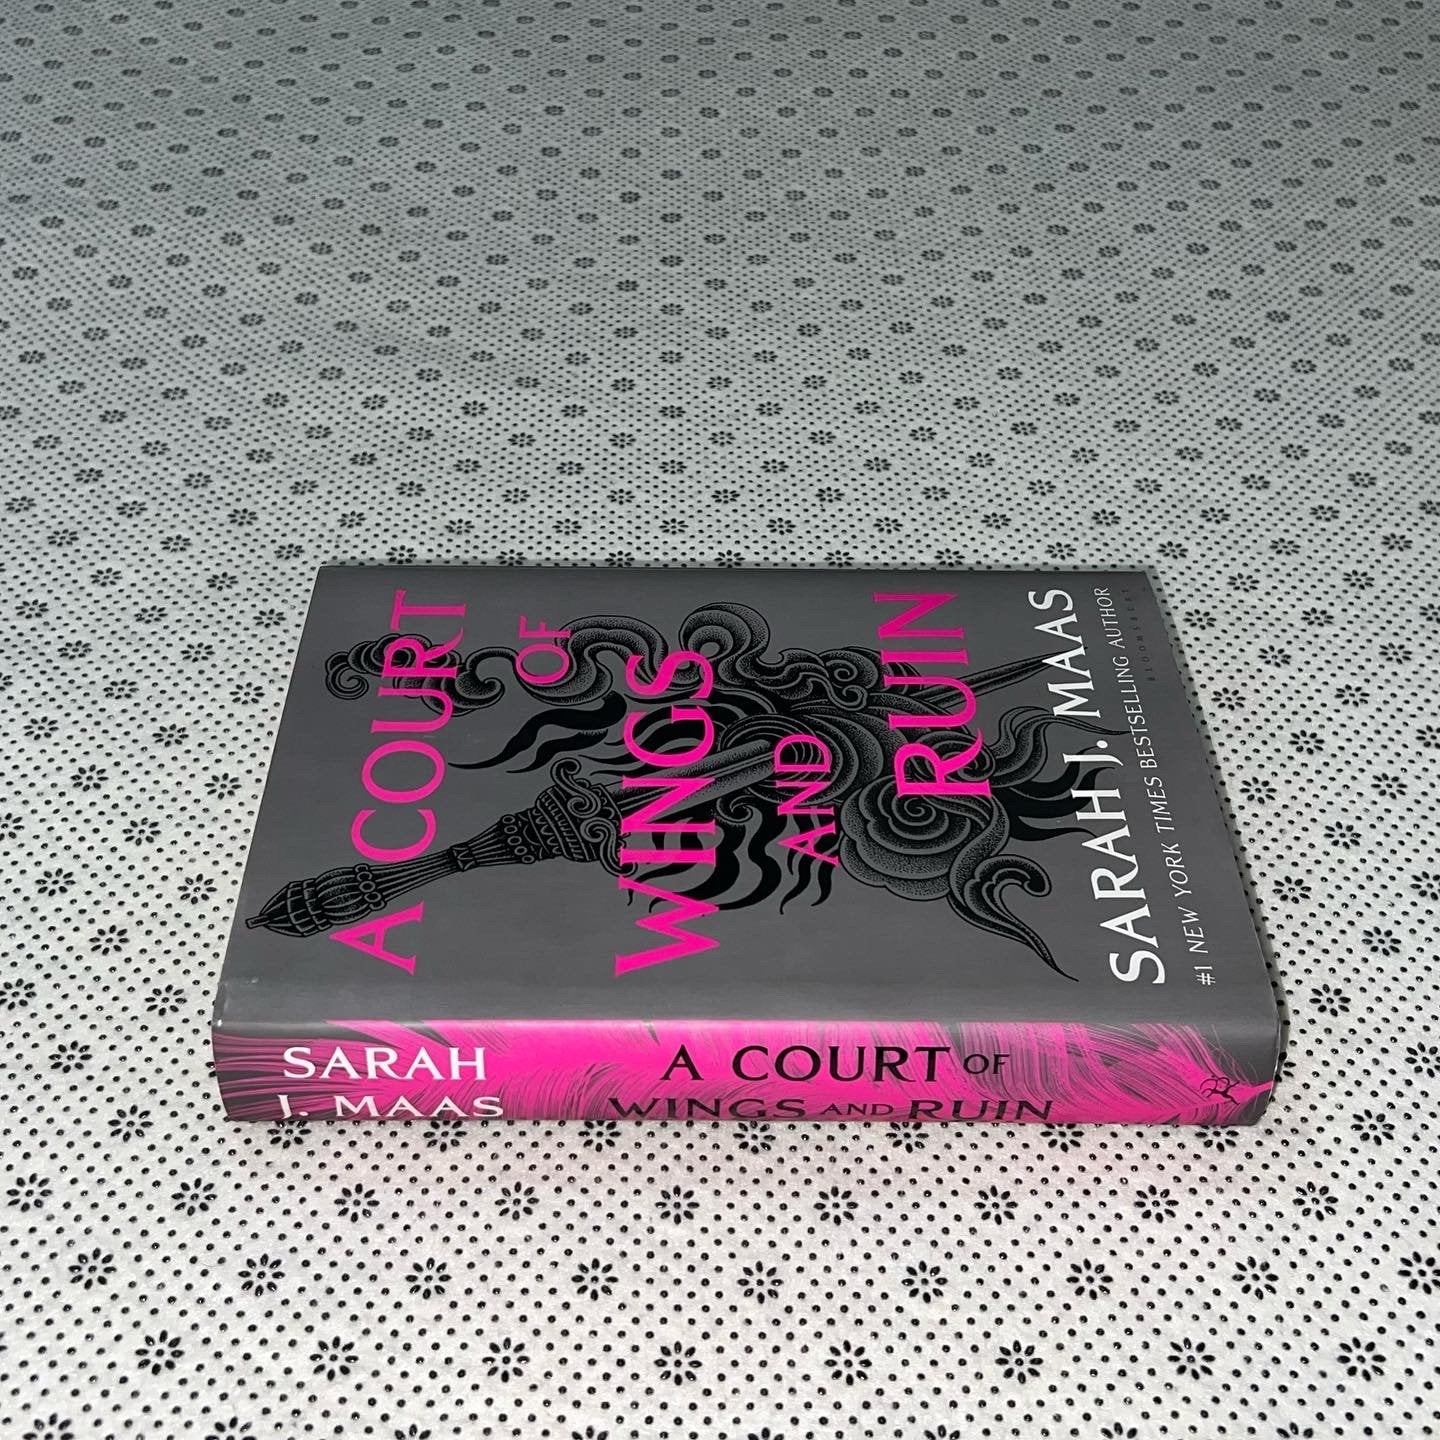 A COURT
OF
WINGS
AND
RUIN
SARAH J. MAAS
#1 NEW YORK TIMES BESTSELLING AUTHOR
BLOOMSBURY
SARAH
J. MAAS
A COURT OF
WINGS AND RUIN